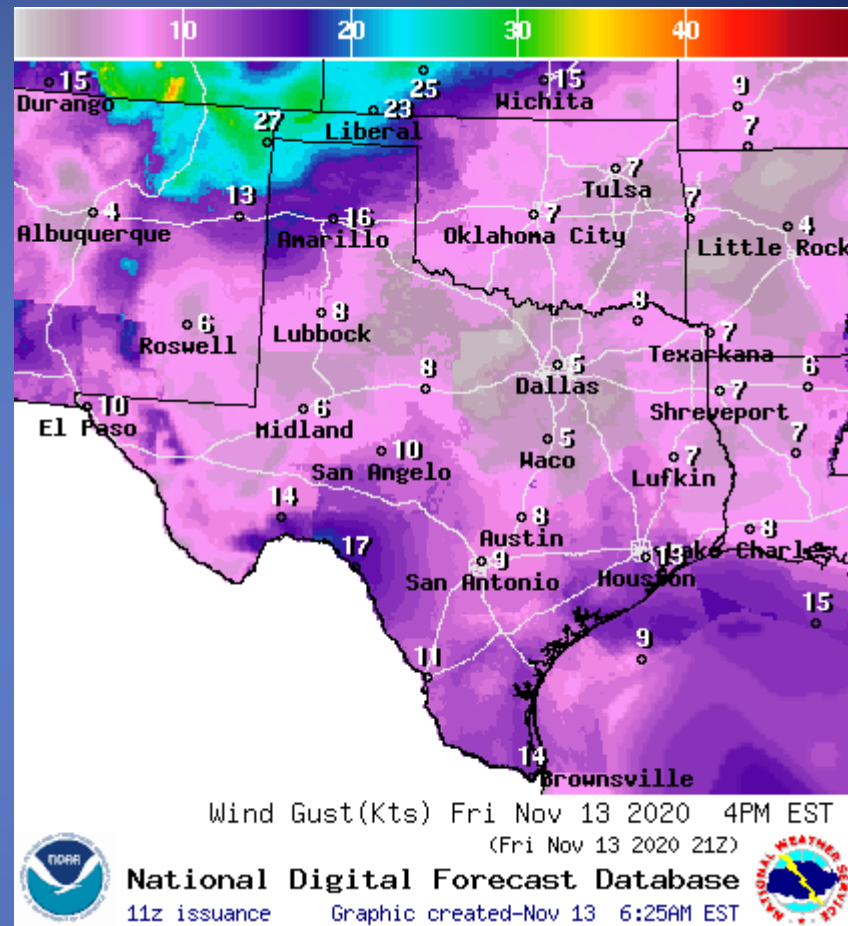 10 20 30 40
15 25 15 9
Durango Wichita
27 23 7
Liberal
7
Tulsa
4 13 16 7 7 4
Albuquerque Amarillo Oklahoma City Little Rock
6 8 8
Roswell Lubbock 7
Texarkana
8 5 6
Dallas 7
10 6 Shreveport
El Paso Midland
10 5 7 7
San Angelo Waco Lufkin
14 8 8
Austin
17 9 13 Lake Charles
San Antonio Houston
15
11 9
14
Brownsville
Wind Gust(Kts) Fri Nov 13 2020 4PM EST
(Fri Nov 13 2020 21Z)
NOAA
NATIONAL WEATHER SERVICE
National Digital Forecast Database
11z issuance Graphic created-Nov 13 6:25AM EST